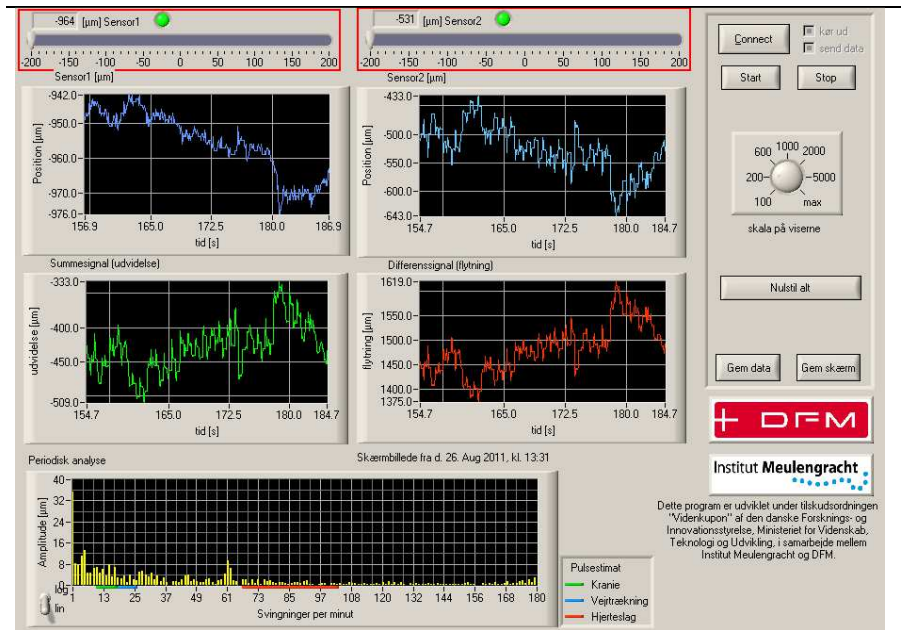 -964 [µm] Sensor1
-200 -150 -100 -50 0 50 100 150 200
-531 [µm] Sensor2
-200 -150 -100 -50 0 50 100 150 200
Connect
kør ud
send data
Start Stop
Sensor1 [µm]
Position [µm]
-942.0
-950.0
-960.0
-970.0
-976.0
156.9 165.0 172.5 180.0 186.9
tid [s]
Sensor2 [µm]
Position [µm]
-433.0
-500.0
-550.0
-600.0
-643.0
154.7 165.0 172.5 180.0 184.7
tid [s]
600 1000 2000
200 5000
100 max
skala på viserne
Summesignal (udvidelse)
udvidelse [µm]
-333.0
-400.0
-450.0
-509.0
154.7 165.0 172.5 180.0 184.7
tid [s]
Differenssignal (flytning)
flytning [µm]
1619.0
1550.0
1500.0
1450.0
1400.0
1375.0
154.7 165.0 172.5 180.0 184.7
tid [s]
Nulstil alt
Gem data Gem skærm
DFM
Institut Meulengracht
Dette program er udviklet under tilskudsordningen
"Videnkupon" af den danske Forsknings- og
Innovationsstyrelse, Ministeriet for Videnskab,
Teknologi og Udvikling, i samarbejde mellem
Institut Meulengracht og DFM.
Periodisk analyse
Skærmbillede fra d. 26. Aug 2011, kl. 13:31
Amplitude [µm]
40
32
24
16
8
0
log
lin
1 13 25 37 49 61 72 84 96 108 120 132 144 156 168 180
Svingninger per minut
Pulsestimat
Kranie
Vejrtrækning
Hjerteslag